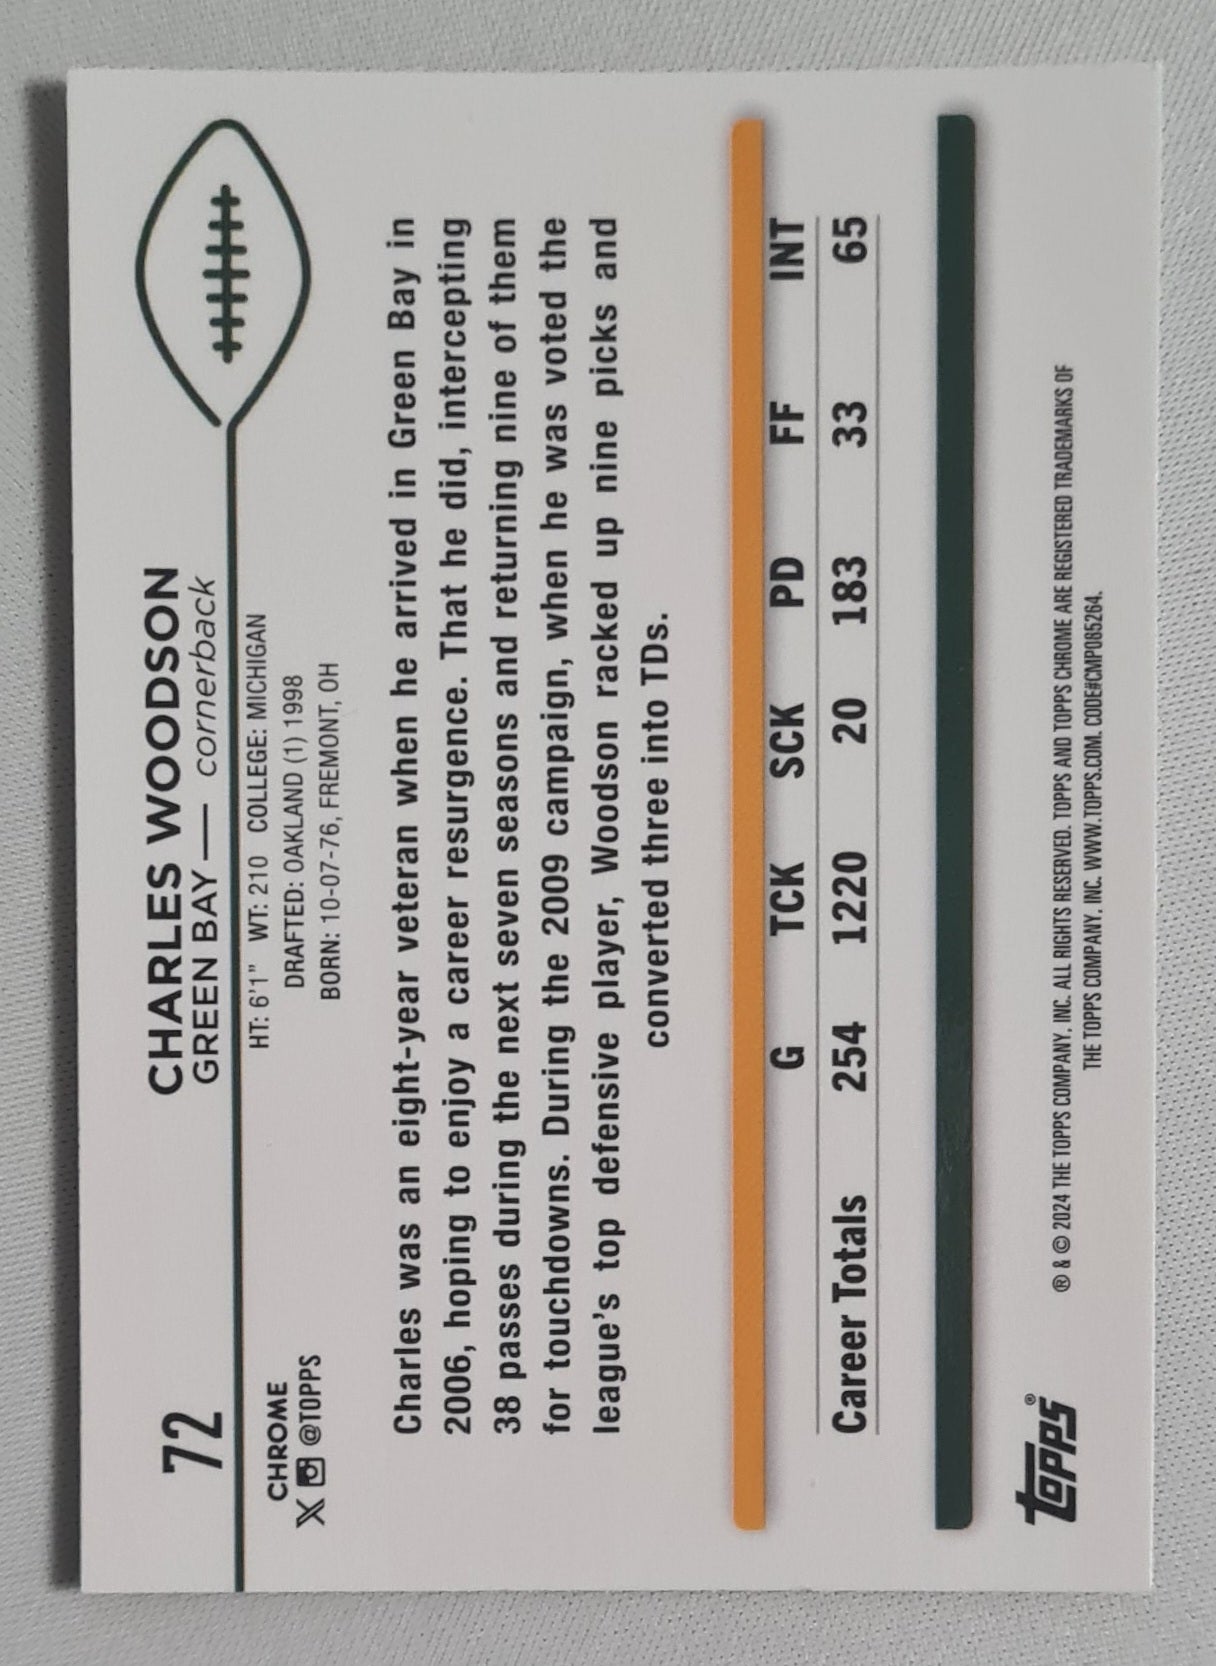 72
CHARLES WOODSON
GREEN BAY — cornerback
CHROME
X @TOPPS
HT: 6'1" WT: 210 COLLEGE: MICHIGAN
DRAFTED: OAKLAND (1) 1998
BORN: 10-07-76, FREMONT, OH
Charles was an eight-year veteran when he arrived in Green Bay in
2006, hoping to enjoy a career resurgence. That he did, intercepting
38 passes during the next seven seasons and returning nine of them
for touchdowns. During the 2009 campaign, when he was voted the
league's top defensive player, Woodson racked up nine picks and
converted three into TDs.
G TCK SCK PD FF INT
Career Totals 254 1220 20 183 33 65
topps®
® & © 2024 THE TOPPS COMPANY, INC. ALL RIGHTS RESERVED. TOPPS AND TOPPS CHROME ARE REGISTERED TRADEMARKS OF
THE TOPPS COMPANY, INC. WWW.TOPPS.COM. CODE#CMP085264.